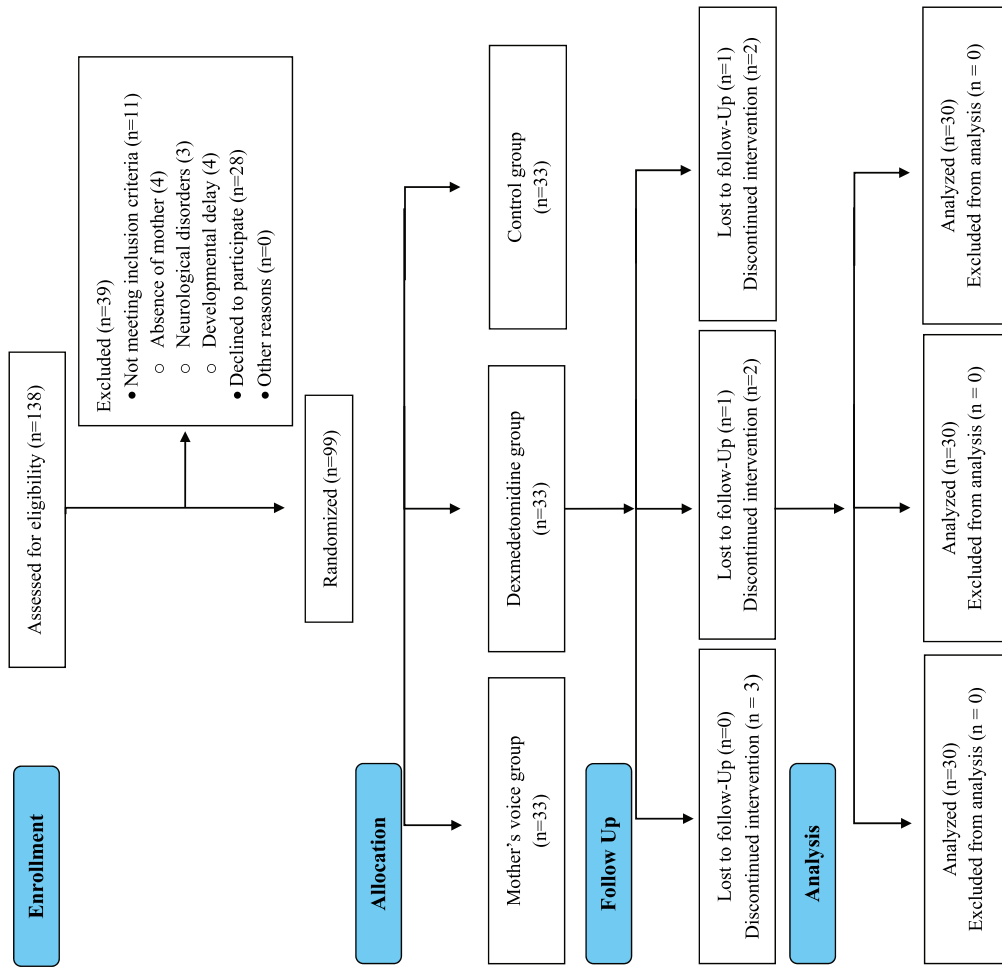 Enrollment
Assessed for eligibility (n=138)
Excluded (n=39)
● Not meeting inclusion criteria (n=11)
○ Absence of mother (4)
○ Neurological disorders (3)
○ Developmental delay (4)
● Declined to participate (n=28)
● Other reasons (n=0)
Randomized (n=99)
Allocation
Mother's voice group
(n=33)
Dexmedetomidine group
(n=33)
Control group
(n=33)
Follow Up
Lost to follow-Up (n=0)
Discontinued intervention (n = 3)
Lost to follow-Up (n=1)
Discontinued intervention (n=2)
Lost to follow-Up (n=1)
Discontinued intervention (n=2)
Analysis
Analyzed (n=30)
Excluded from analysis (n = 0)
Analyzed (n=30)
Excluded from analysis (n = 0)
Analyzed (n=30)
Excluded from analysis (n = 0)